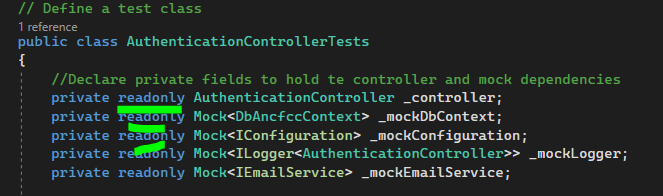 // Define a test class
1 reference
public class AuthenticationControllerTests
{
//Declare private fields to hold te controller and mock dependencies
private readonly AuthenticationController _controller;
private readonly Mock<DbAncfccContext> _mockDbContext;
private readonly Mock<IConfiguration> _mockConfiguration;
private readonly Mock<ILogger<AuthenticationController>> _mockLogger;
private readonly Mock<IEmailService> _mockEmailService;